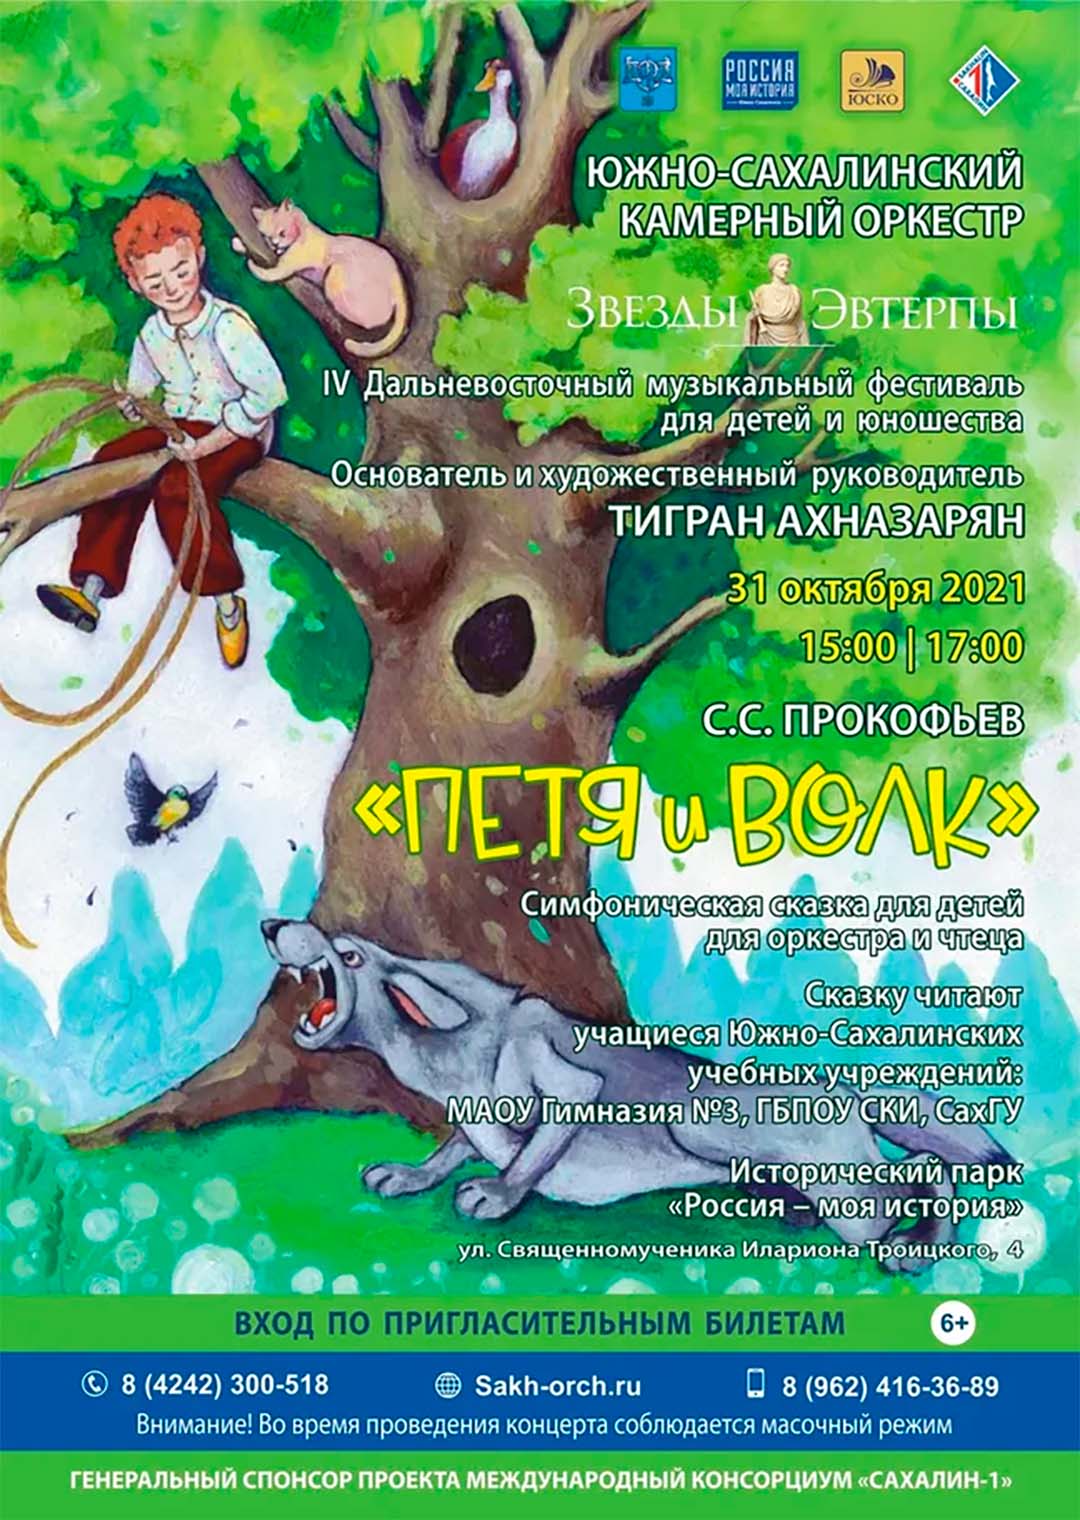 РОССИЯ
МОЯ ИСТОРИЯ
ЮСКО
SAKHALIN
САХАЛИН
1
ЮЖНО-САХАЛИНСКИЙ
КАМЕРНЫЙ ОРКЕСТР
ЗВЕЗДЫ ЭВТЕРПЫ
IV Дальневосточный музыкальный фестиваль
для детей и юношества
Основатель и художественный руководитель
ТИГРАН АХНАЗАРЯН
31 октября 2021
15:00 | 17:00
С.С. ПРОКОФЬЕВ
«ПЕТЯ и ВОЛК»
Симфоническая сказка для детей
для оркестра и чтеца
Сказку читают
учащиеся Южно-Сахалинских
учебных учреждений:
МАОУ Гимназия №3, ГБПОУ СКИ, СахГУ
Исторический парк
«Россия – моя история»
ул. Священномученика Илариона Троицкого, 4
ВХОД ПО ПРИГЛАСИТЕЛЬНЫМ БИЛЕТАМ 6+
8 (4242) 300-518 Sakh-orch.ru 8 (962) 416-36-89
Внимание! Во время проведения концерта соблюдается масочный режим
ГЕНЕРАЛЬНЫЙ СПОНСОР ПРОЕКТА МЕЖДУНАРОДНЫЙ КОНСОРЦИУМ «САХАЛИН-1»